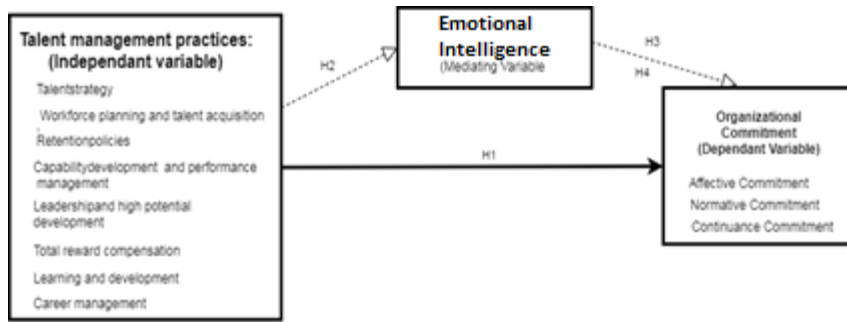 Talent management practices:
(Independant variable)
Talentstrategy
Workforce planning and talent acquisition
.
Retentionpolicies
Capabilitydevelopment and performance
management
Leadershipand high potential
development
Total reward compensation
Learning and development
Career management
H2
Emotional
Intelligence
(Mediating Variable
H3
H4
H1
Organizational
Commitment
(Dependant Variable)
Affective Commitment
Normative Commitment
Continuance Commitment